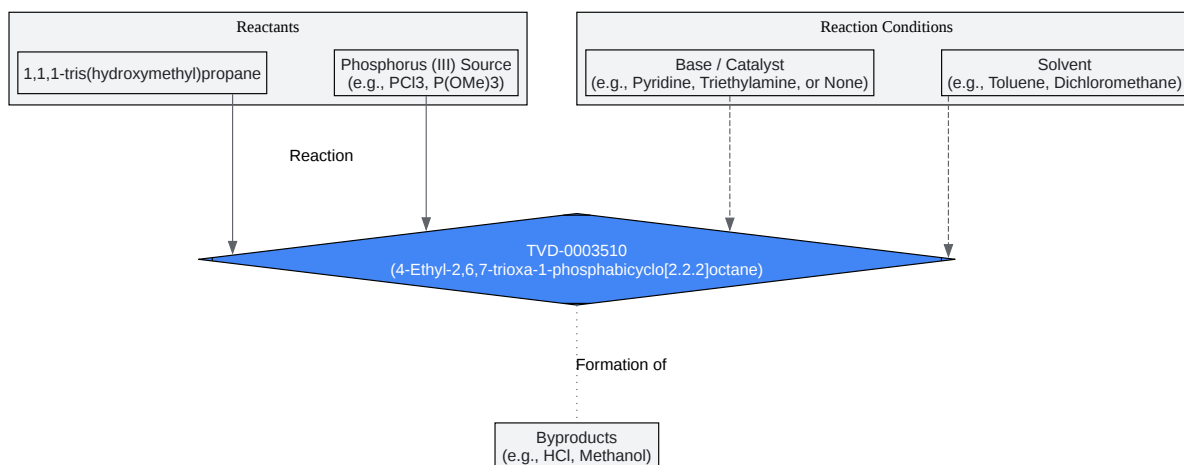 Reactants
1,1,1-tris(hydroxymethyl)propane
Phosphorus (III) Source
(e.g., PCl3, P(OMe)3)
Reaction Conditions
Base / Catalyst
(e.g., Pyridine, Triethylamine, or None)
Solvent
(e.g., Toluene, Dichloromethane)
Reaction
TVD-0003510
(4-Ethyl-2,6,7-trioxa-1-phosphabicyclo[2.2.2]octane)
Formation of
Byproducts
(e.g., HCl, Methanol)